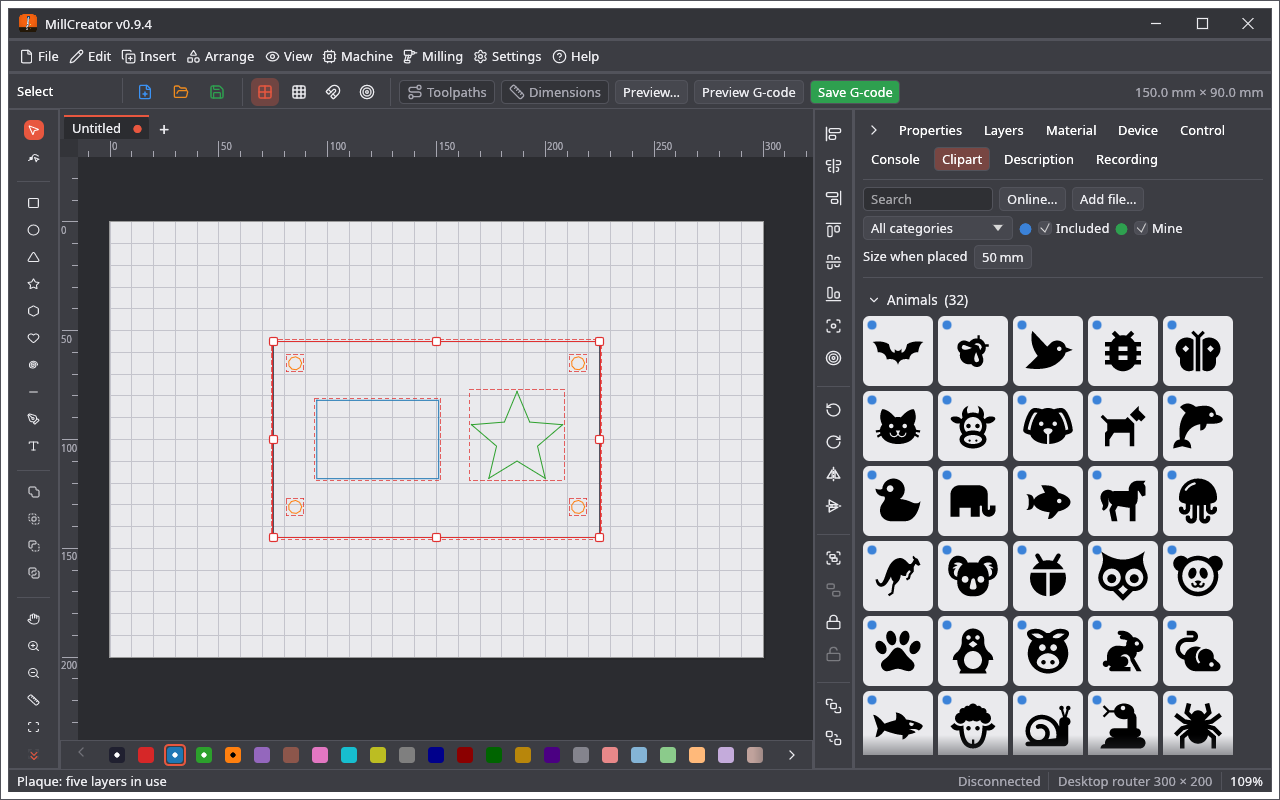 MillCreator v0.9.4
File Edit Insert Arrange View Machine Milling Settings Help
Select Toolpaths Dimensions Preview... Preview G-code Save G-code 150.0 mm × 90.0 mm
Untitled
0 50 100 150 200 250 300
0
50
100
150
200
Properties Layers Material Device Control
Console Clipart Description Recording
Search Online... Add file...
All categories Included Mine
Size when placed 50 mm
Animals (32)
Plaque: five layers in use Disconnected Desktop router 300 × 200 109%